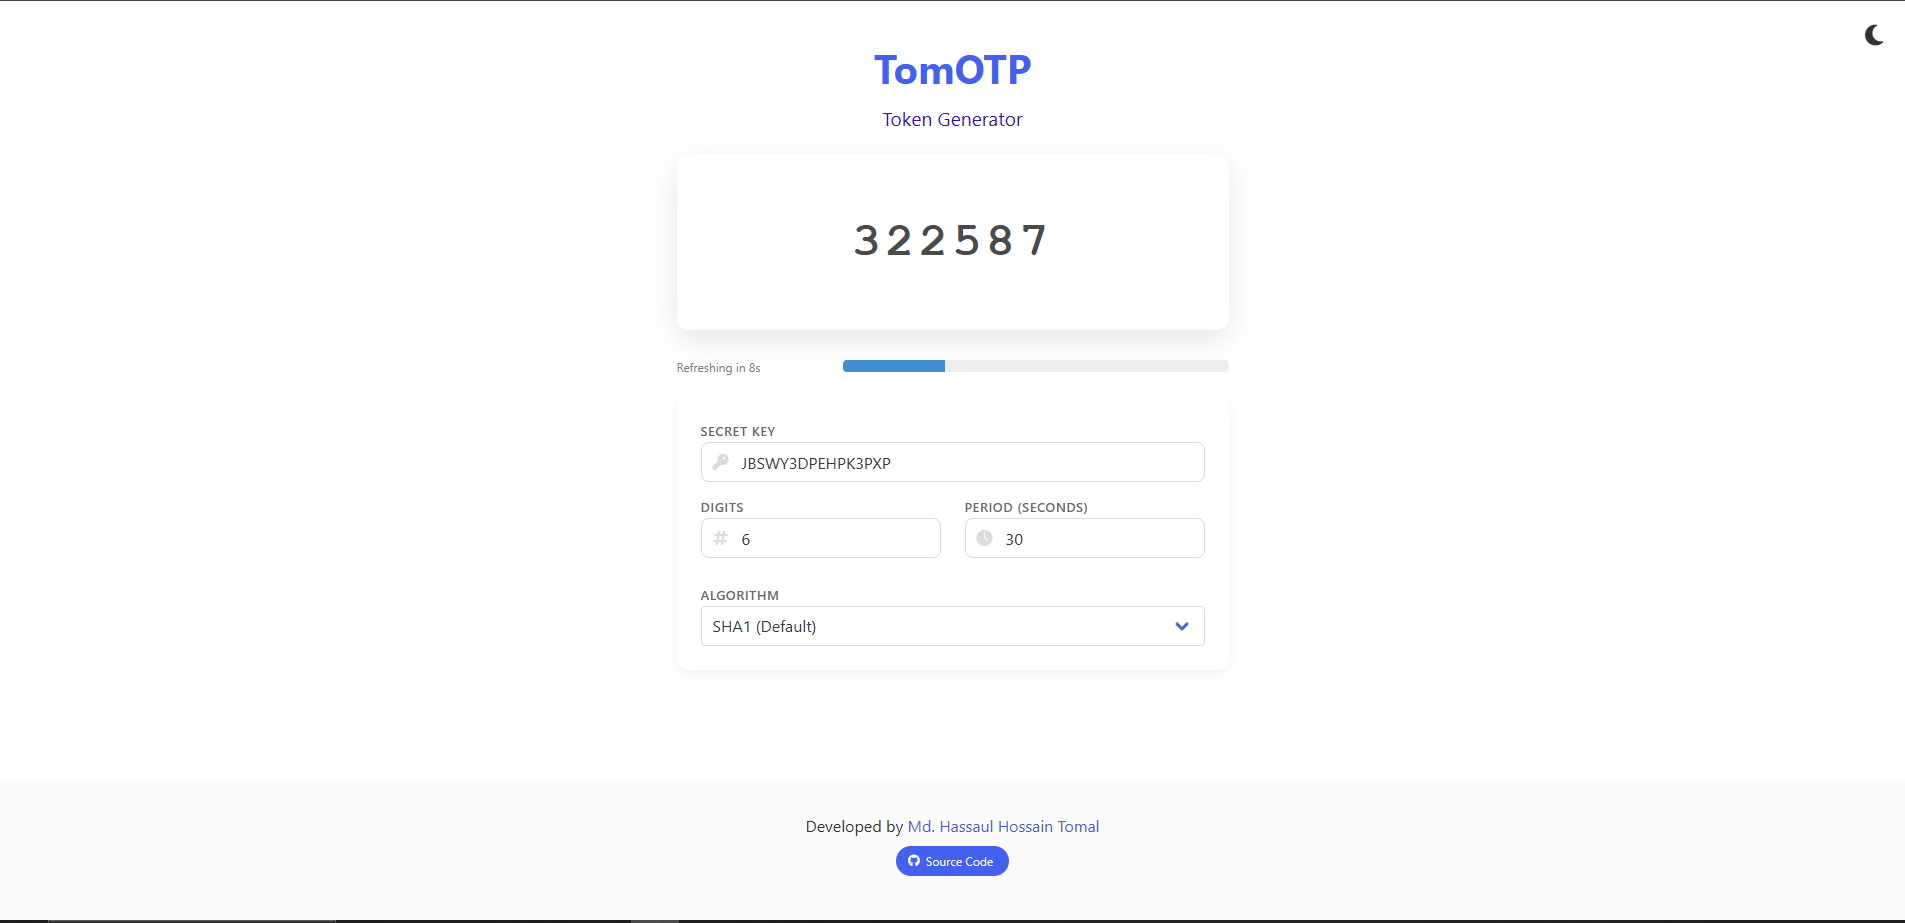 TomOTP
Token Generator
322587
Refreshing in 8s
SECRET KEY
JBSWY3DPEHPK3PXP
DIGITS
PERIOD (SECONDS)
# 6
30
ALGORITHM
SHA1 (Default)
Developed by Md. Hassaul Hossain Tomal
Source Code